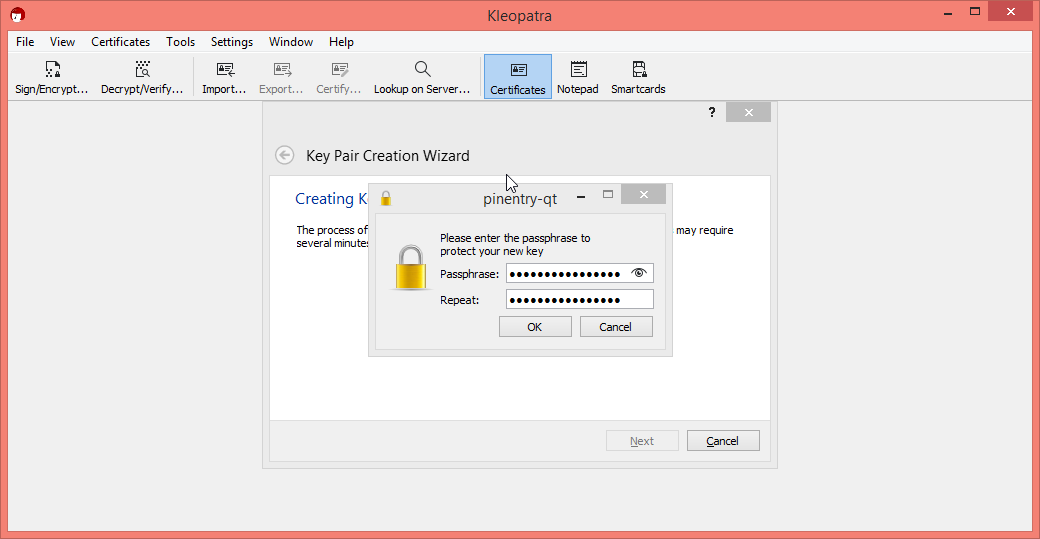 Kleopatra
File View Certificates Tools Settings Window Help
Sign/Encrypt... Decrypt/Verify... Import... Export... Certify... Lookup on Server... Certificates Notepad Smartcards
?
Key Pair Creation Wizard
Creating K
pinentry-qt
The process of
may require
several minutes
Please enter the passphrase to
protect your new key
Passphrase: ••••••••••••••••
Repeat: ••••••••••••••••
OK Cancel
Next Cancel